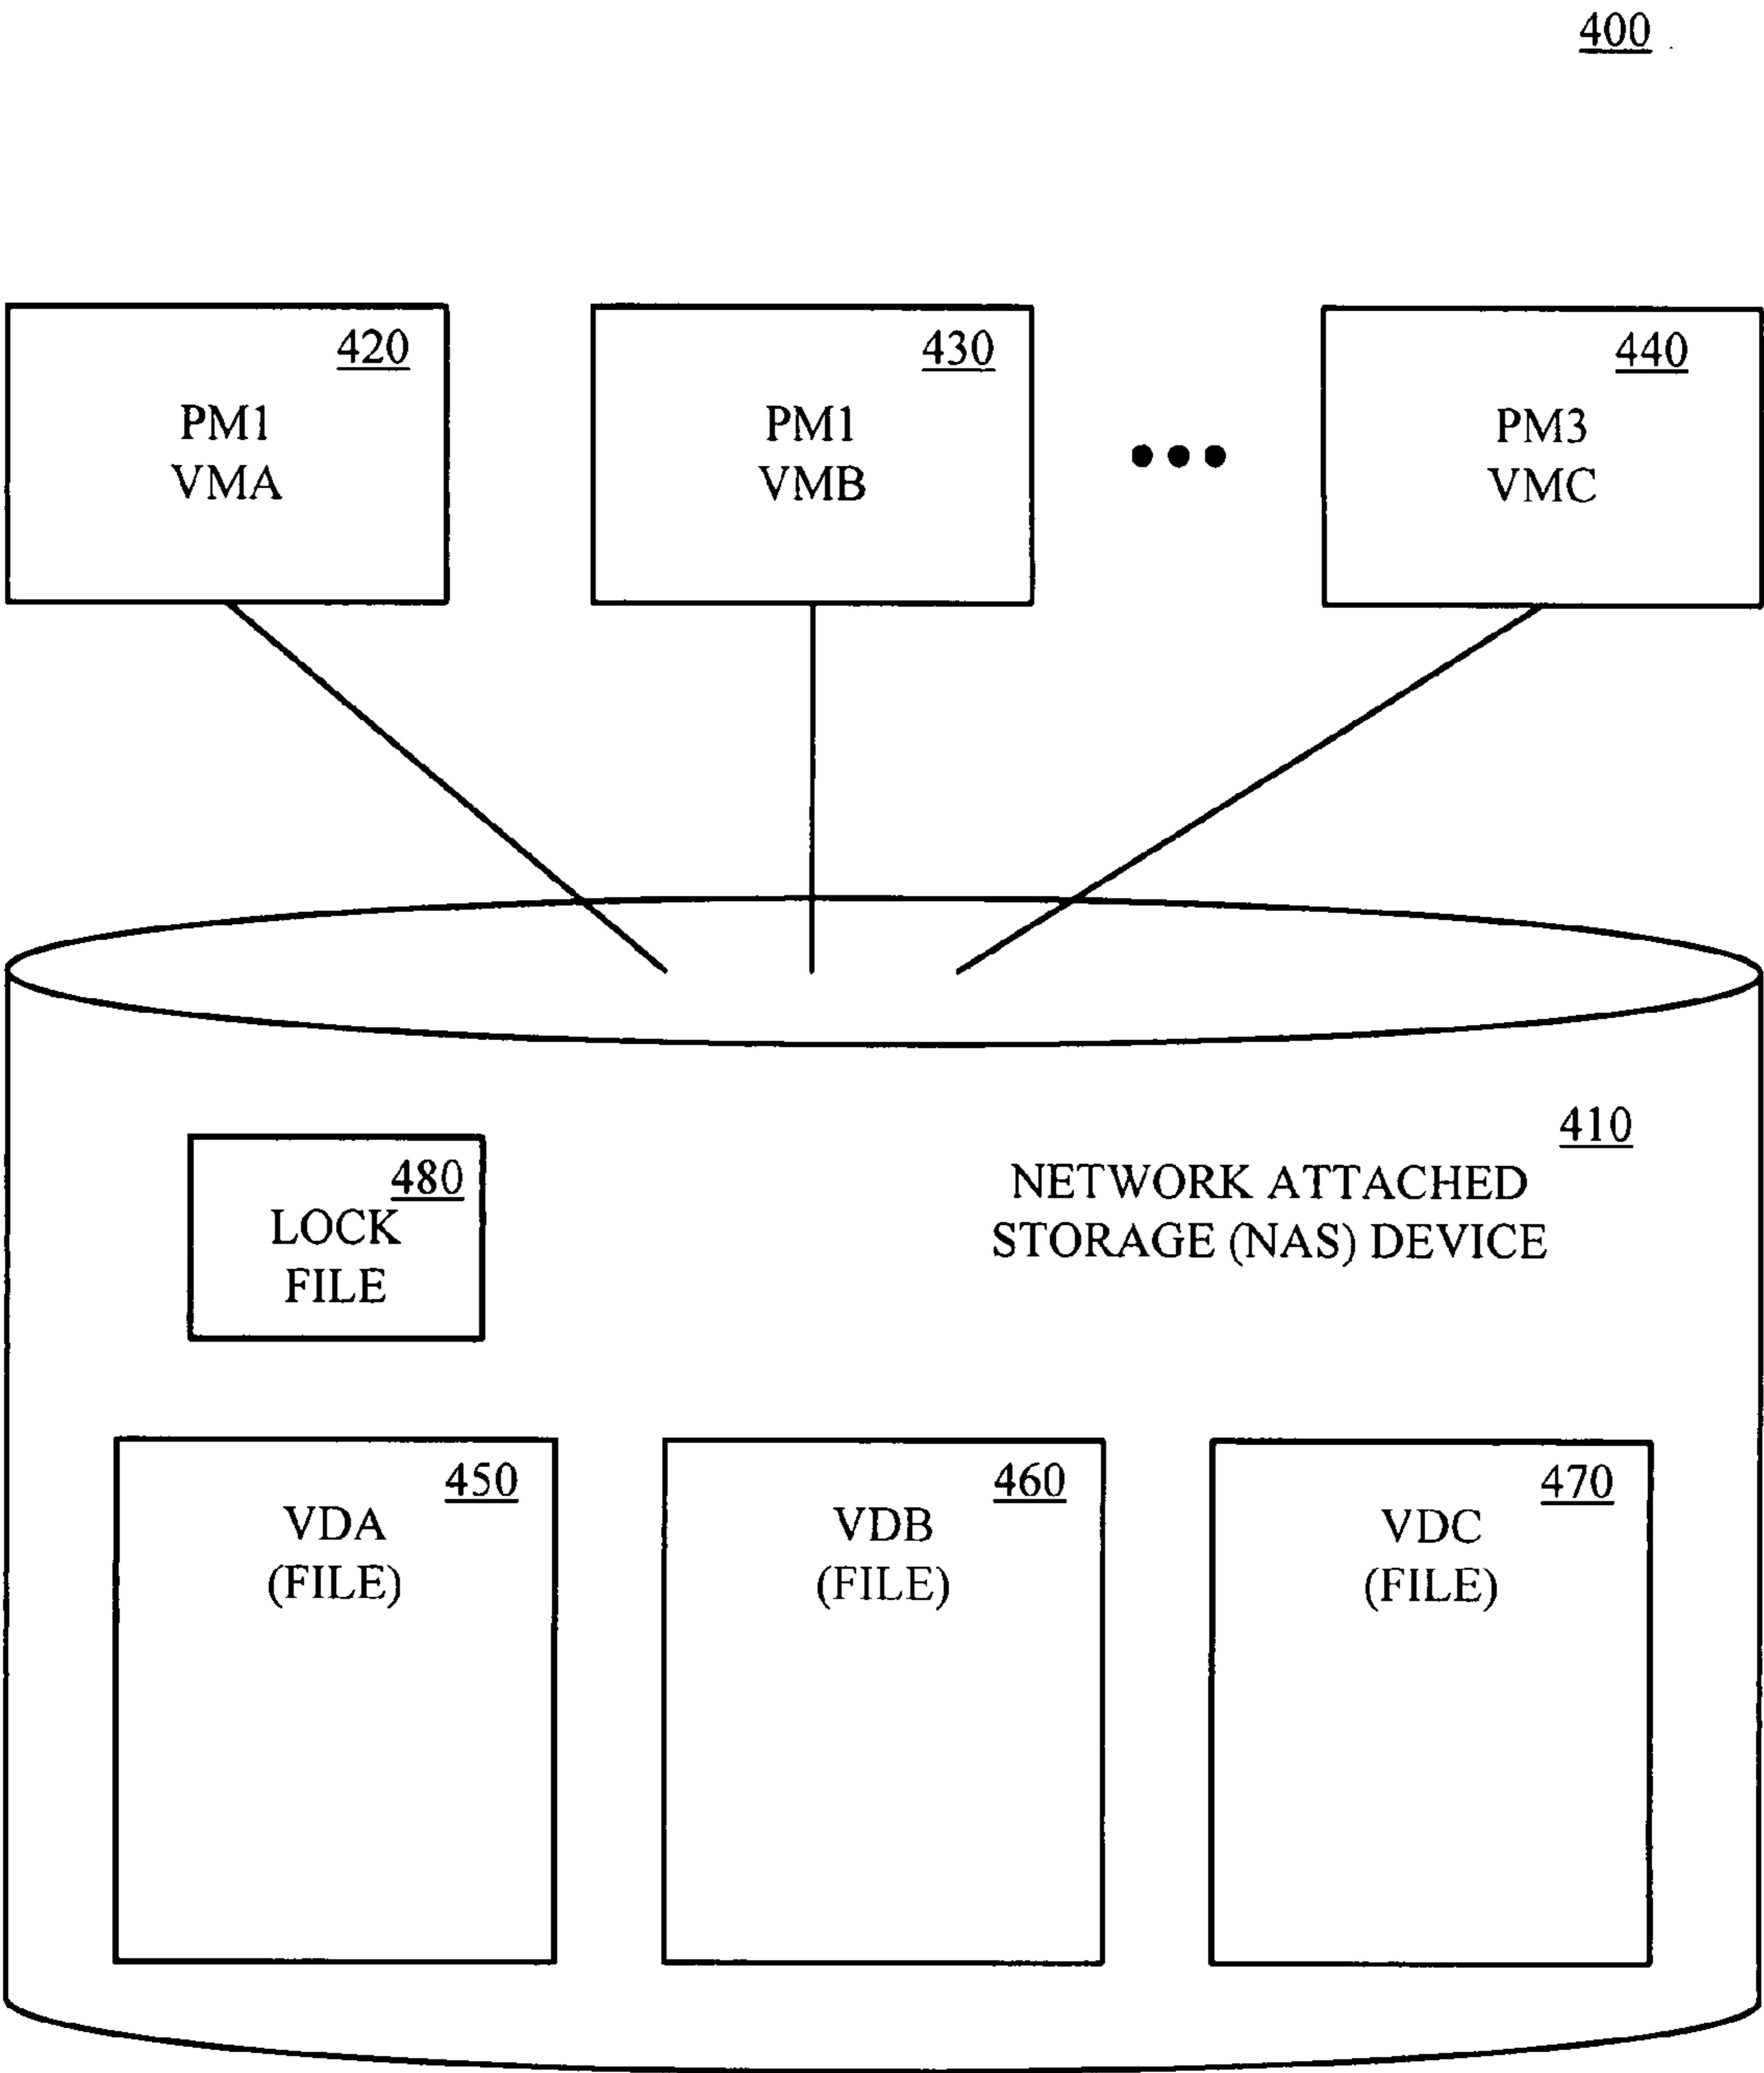 400
420
PM1
VMA
430
PM1
VMB
440
PM3
VMC
410
NETWORK ATTACHED
STORAGE (NAS) DEVICE
480
LOCK
FILE
450
VDA
(FILE)
460
VDB
(FILE)
470
VDC
(FILE)